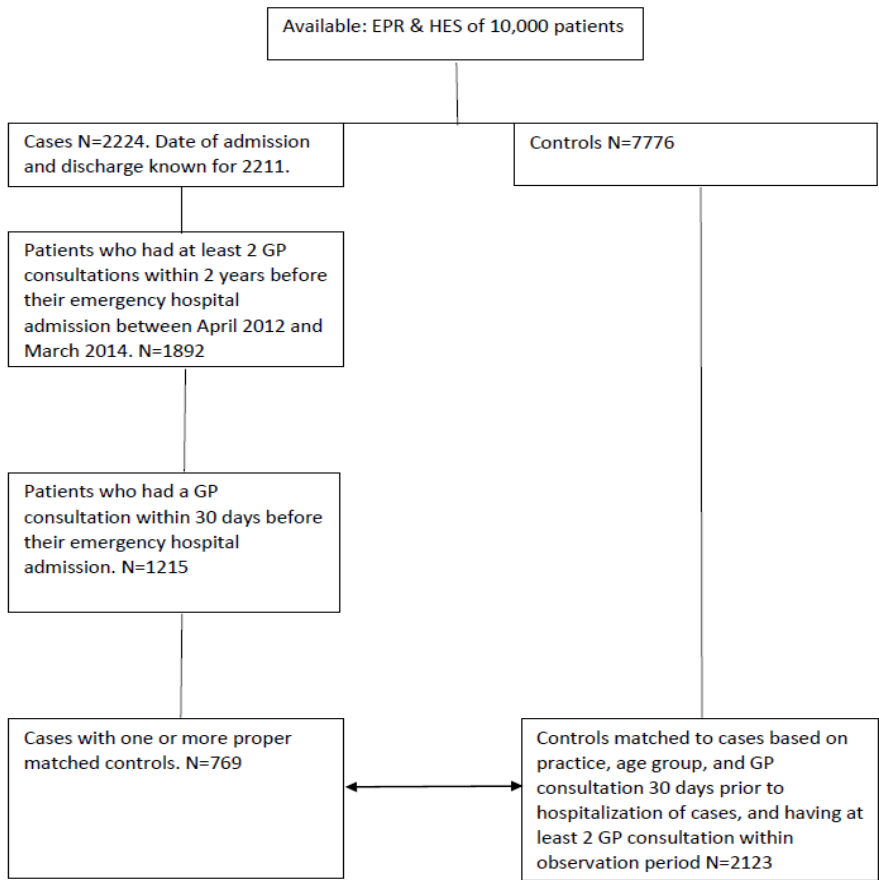 Available: EPR & HES of 10,000 patients
Cases N=2224. Date of admission
and discharge known for 2211.
Controls N=7776
Patients who had at least 2 GP
consultations within 2 years before
their emergency hospital
admission between April 2012 and
March 2014. N=1892
Patients who had a GP
consultation within 30 days before
their emergency hospital
admission. N=1215
Cases with one or more proper
matched controls. N=769
Controls matched to cases based on
practice, age group, and GP
consultation 30 days prior to
hospitalization of cases, and having at
least 2 GP consultation within
observation period N=2123